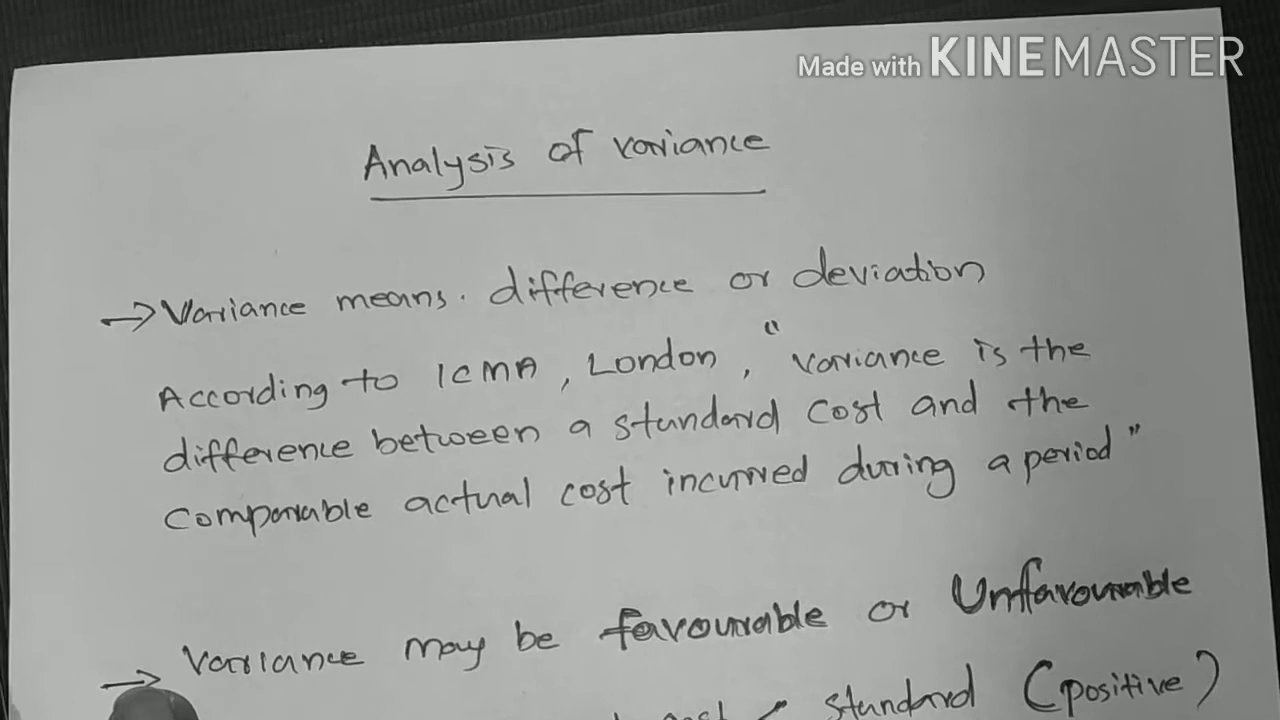 Made with KINEMASTER
Analysis of variance
→ Variance means. difference or deviation
According to ICMA, London, "variance is the
difference between a standard cost and the
comparable actual cost incurred during a period"
→ Variance may be favourable or Unfavourable
standard (positive)